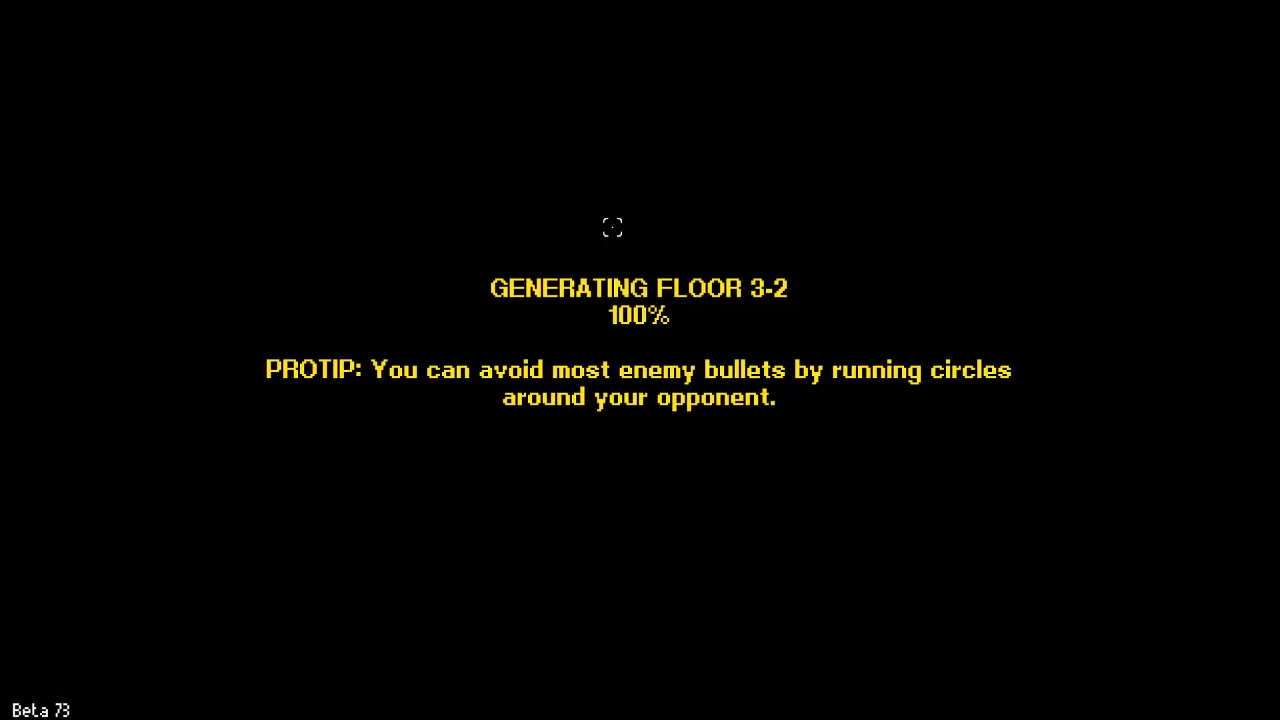 GENERATING FLOOR 3-2
100%
PROTIP: You can avoid most enemy bullets by running circles
around your opponent.
Beta 73